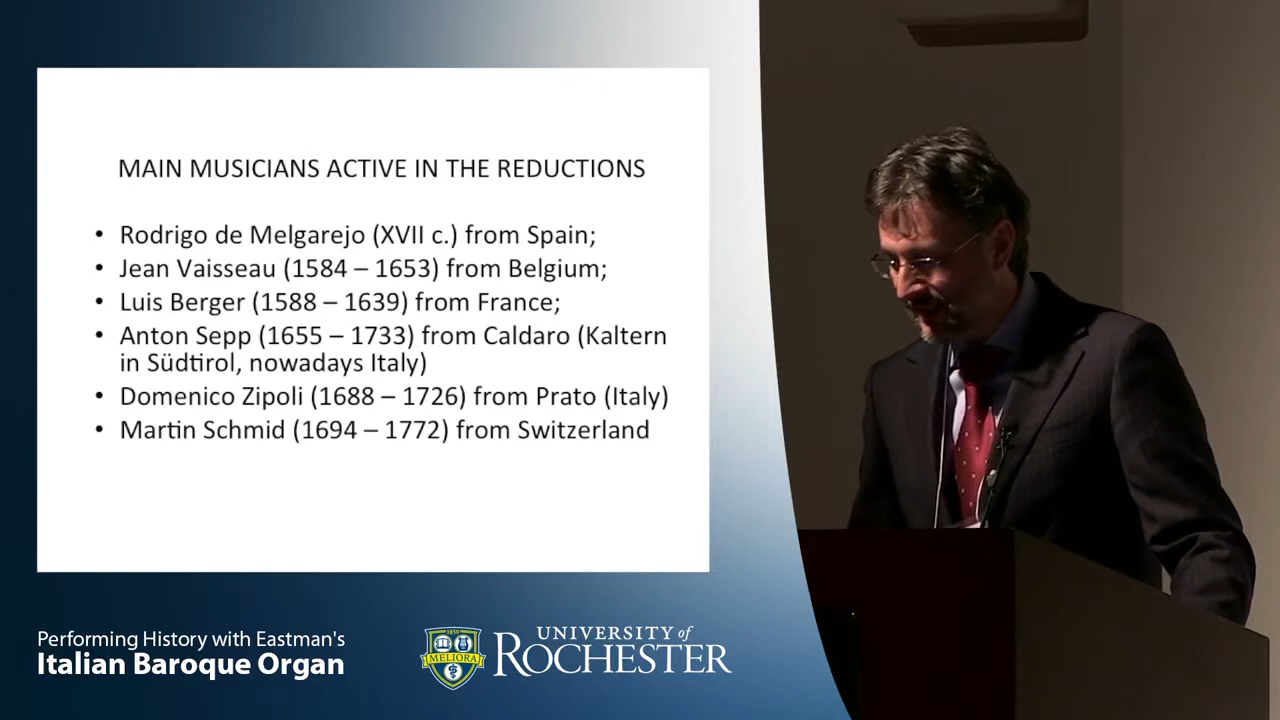 MAIN MUSICIANS ACTIVE IN THE REDUCTIONS
• Rodrigo de Melgarejo (XVII c.) from Spain;
• Jean Vaisseau (1584 – 1653) from Belgium;
• Luis Berger (1588 – 1639) from France;
• Anton Sepp (1655 – 1733) from Caldaro (Kaltern
in Südtirol, nowadays Italy)
• Domenico Zipoli (1688 – 1726) from Prato (Italy)
• Martin Schmid (1694 – 1772) from Switzerland
Performing History with Eastman's
Italian Baroque Organ
1850
MELIORA
UNIVERSITY of
ROCHESTER